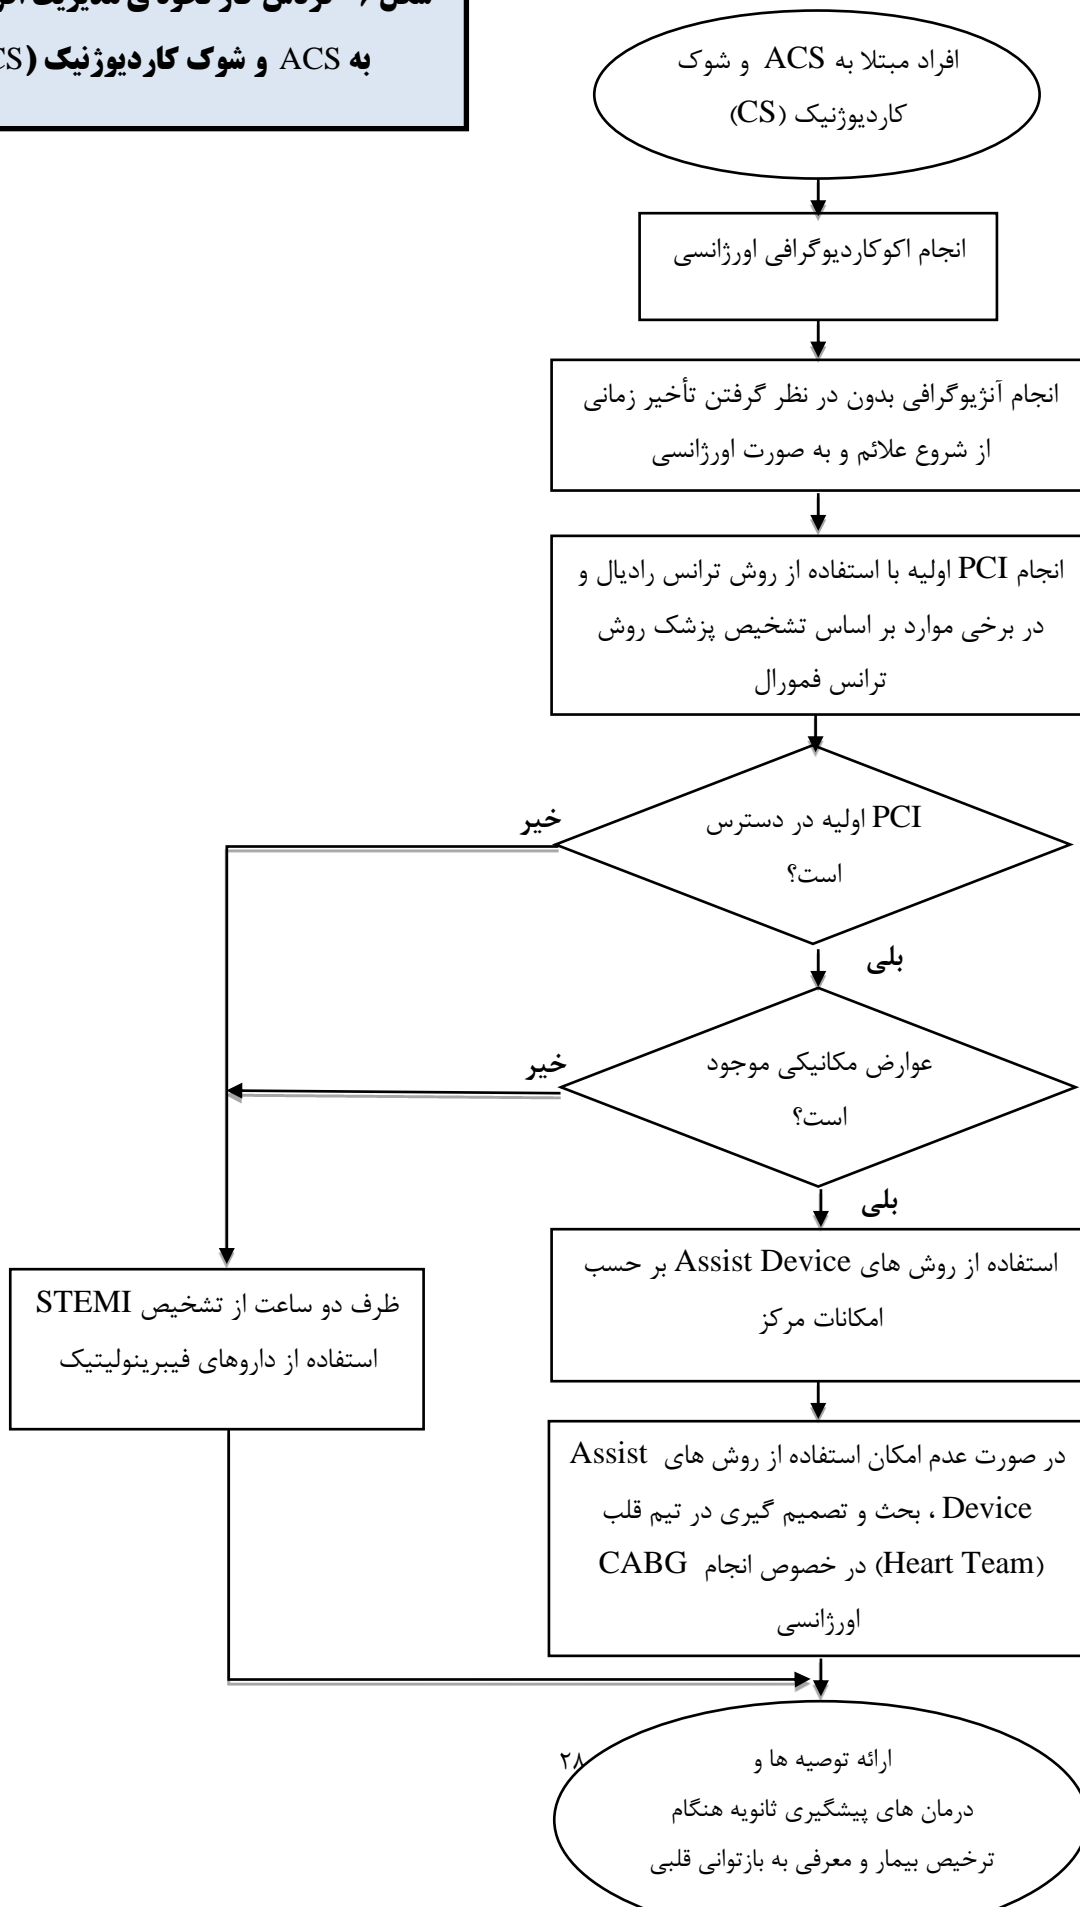 گردش کار نحوه ی مدیریت
به ACS و شوک کاردیوژنیک (CS
افراد مبتلا به ACS و شوک
کاردیوژنیک (CS)
انجام اکوکاردیوگرافی اورژانسی
انجام آنژیوگرافی بدون در نظر گرفتن تأخیر زمانی
از شروع علائم و به صورت اورژانسی
انجام PCI اولیه با استفاده از روش ترانس رادیال و
در برخی موارد بر اساس تشخیص پزشک روش
ترانس فمورال
PCI اولیه در دسترس
است؟
خیر
بلی
عوارض مکانیکی موجود
است؟
خیر
بلی
استفاده از روش های Assist Device بر حسب
امکانات مرکز
ظرف دو ساعت از تشخیص STEMI
استفاده از داروهای فیبرینولیتیک
در صورت عدم امکان استفاده از روش های Assist
Device ، بحث و تصمیم گیری در تیم قلب
(Heart Team) در خصوص انجام CABG
اورژانسی
ارائه توصیه ها و
درمان های پیشگیری ثانویه هنگام
ترخیص بیمار و معرفی به بازتوانی قلبی
۲۸